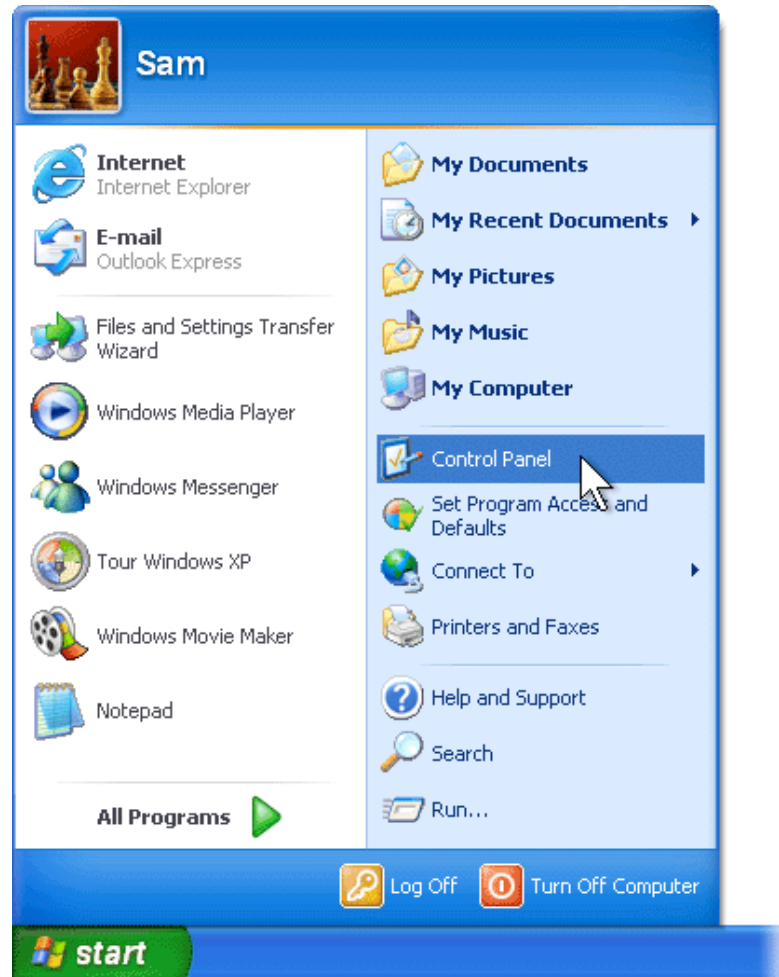 Sam
Internet
Internet Explorer
E-mail
Outlook Express
Files and Settings Transfer
Wizard
Windows Media Player
Windows Messenger
Tour Windows XP
Windows Movie Maker
Notepad
All Programs
My Documents
My Recent Documents
My Pictures
My Music
My Computer
Control Panel
Set Program Access and
Defaults
Connect To
Printers and Faxes
Help and Support
Search
Run...
Log Off
Turn Off Computer
start